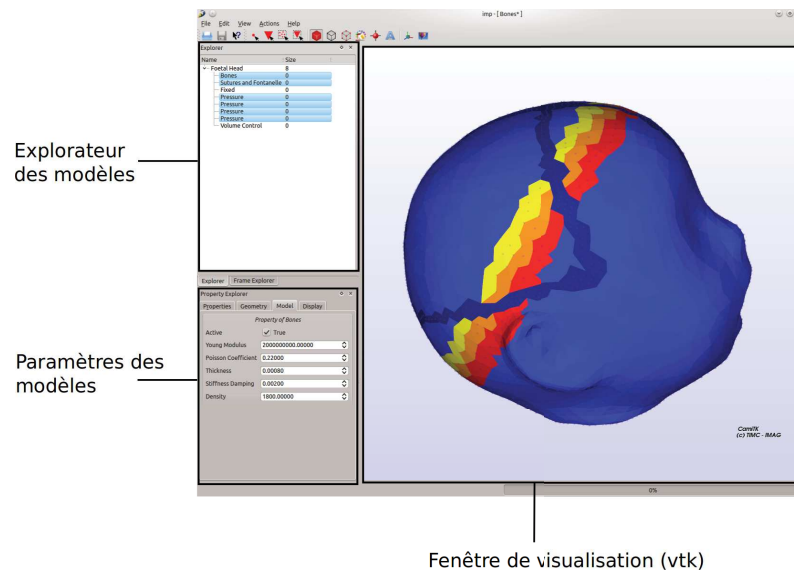 imp - [ Bones* ]
File Edit View Actions Help
Explorer
Name Size
Foetal Head 8
Bones 0
Sutures and Fontanelle 0
Fixed 0
Pressure 0
Pressure 0
Pressure 0
Pressure 0
Volume Control 0
Explorateur
des modèles
Explorer Frame Explorer
Property Explorer
Properties Geometry Model Display
Property of Bones
Active True
Young Modulus 2000000000.00000
Poisson Coefficient 0.22000
Thickness 0.00080
Stiffness Damping 0.00200
Density 1800.00000
Paramètres des
modèles
CamiTK
(c) TIMC - IMAG
0%
Fenêtre de visualisation (vtk)